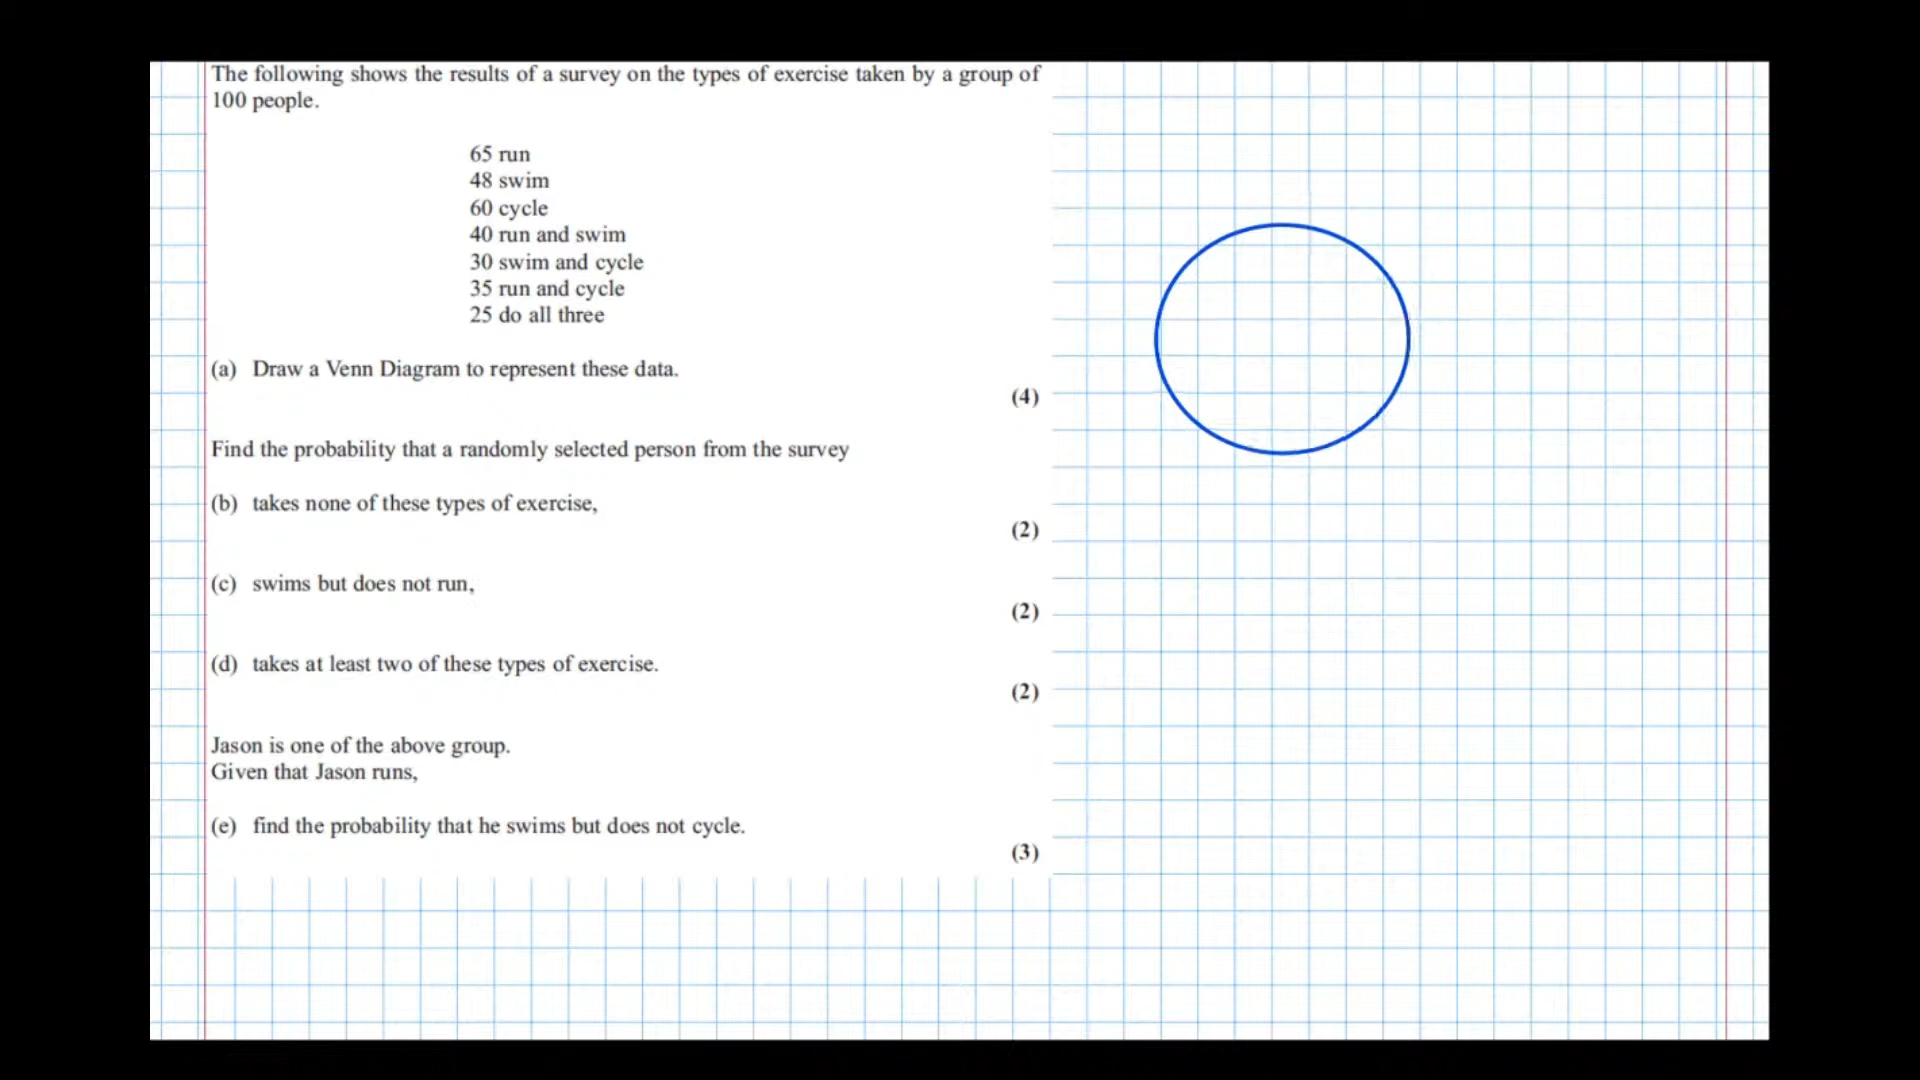 The following shows the results of a survey on the types of exercise taken by a group of
100 people.
65 run
48 swim
60 cycle
40 run and swim
30 swim and cycle
35 run and cycle
25 do all three
(a) Draw a Venn Diagram to represent these data.
(4)
Find the probability that a randomly selected person from the survey
(b) takes none of these types of exercise,
(2)
(c) swims but does not run,
(2)
(d) takes at least two of these types of exercise.
(2)
Jason is one of the above group.
Given that Jason runs,
(e) find the probability that he swims but does not cycle.
(3)